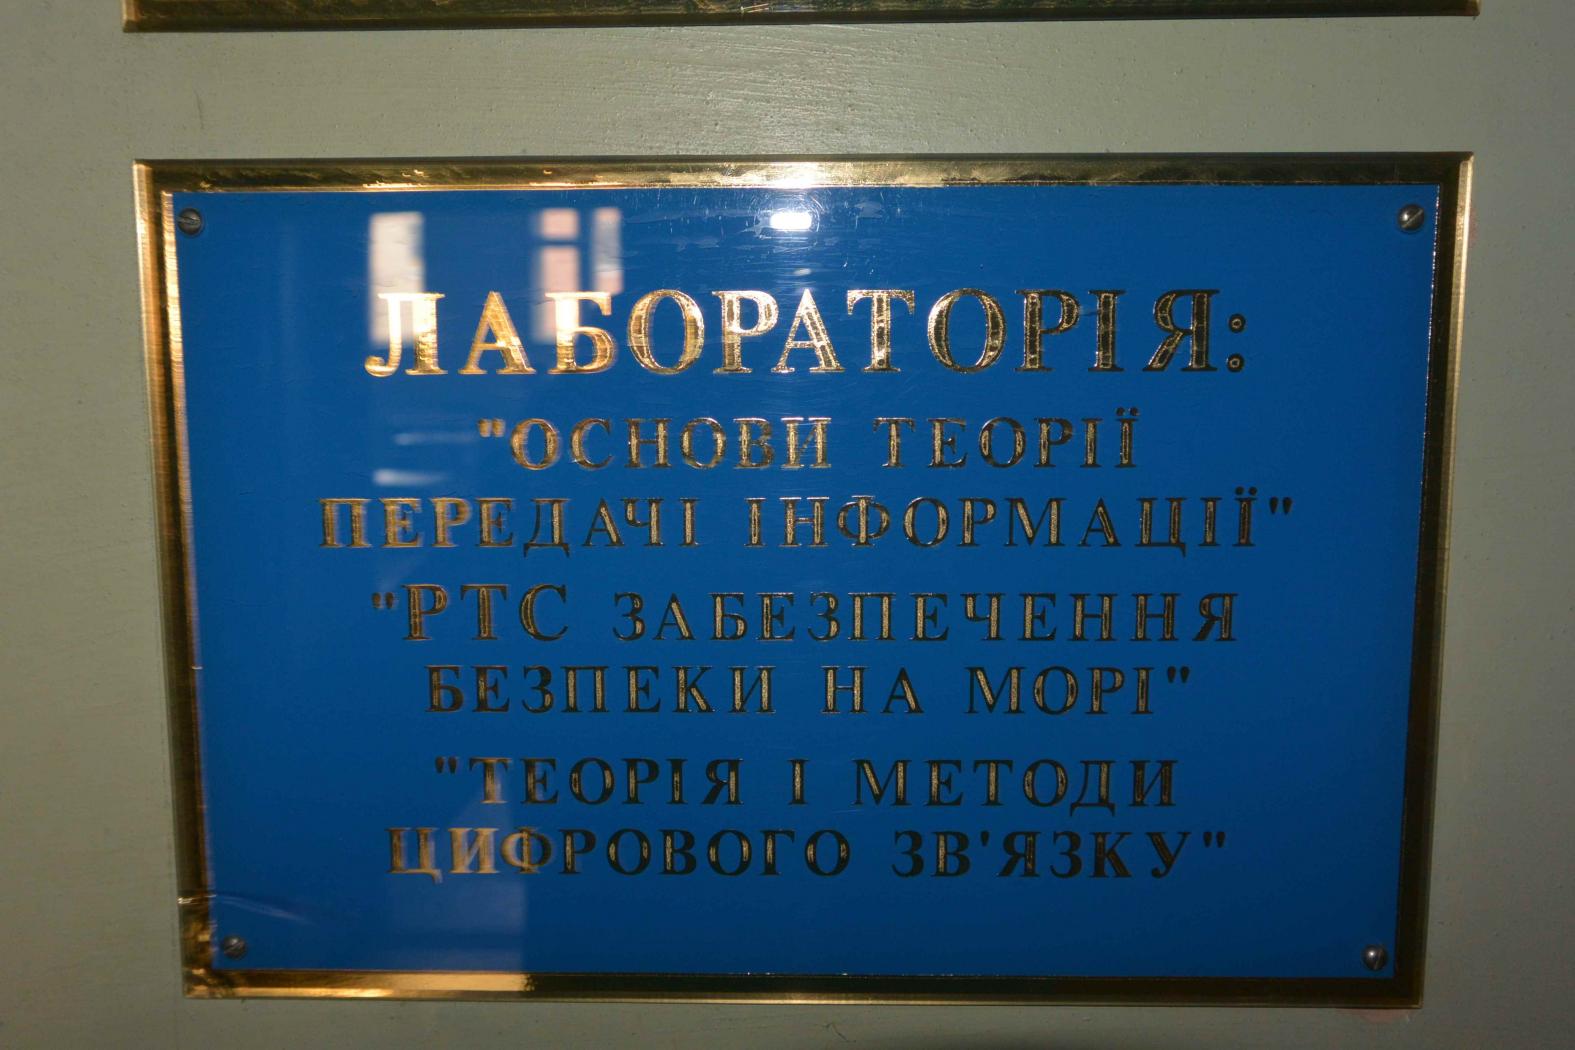 ЛАБОРАТОРІЯ:
"ОСНОВИ ТЕОРІЇ
ПЕРЕДАЧІ ІНФОРМАЦІЇ"
"РТС ЗАБЕЗПЕЧЕННЯ
БЕЗПЕКИ НА МОРІ"
"ТЕОРІЯ І МЕТОДИ
ЦИФРОВОГО ЗВ'ЯЗКУ"